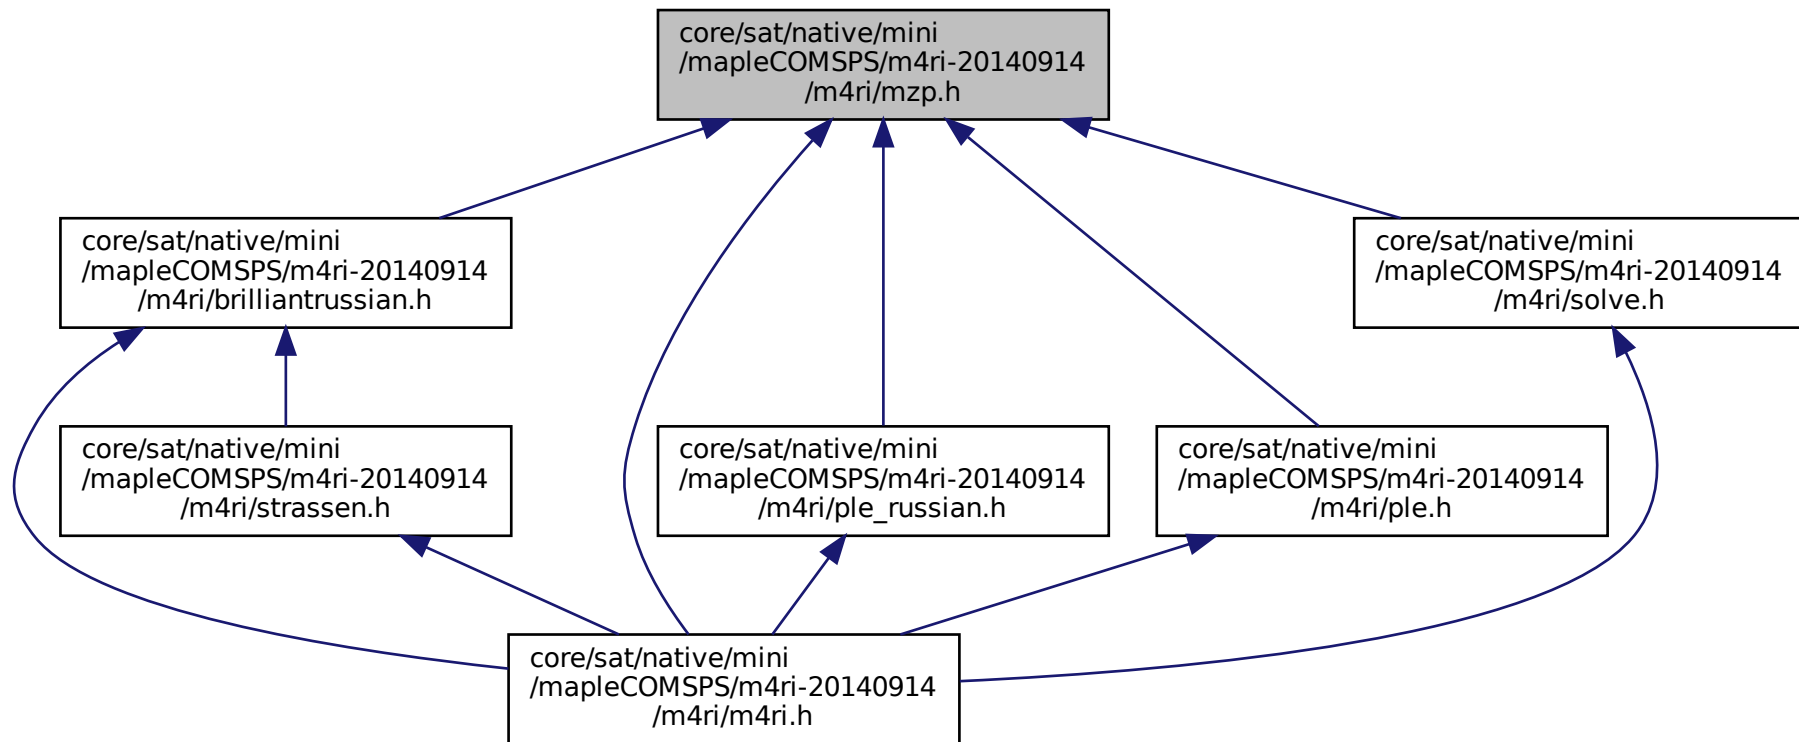 core/sat/native/mini
/mapleCOMSPS/m4ri-20140914
/m4ri/mzp.h
core/sat/native/mini
/mapleCOMSPS/m4ri-20140914
/m4ri/brilliantrussian.h
core/sat/native/mini
/mapleCOMSPS/m4ri-20140914
/m4ri/solve.h
core/sat/native/mini
/mapleCOMSPS/m4ri-20140914
/m4ri/strassen.h
core/sat/native/mini
/mapleCOMSPS/m4ri-20140914
/m4ri/ple_russian.h
core/sat/native/mini
/mapleCOMSPS/m4ri-20140914
/m4ri/ple.h
core/sat/native/mini
/mapleCOMSPS/m4ri-20140914
/m4ri/m4ri.h